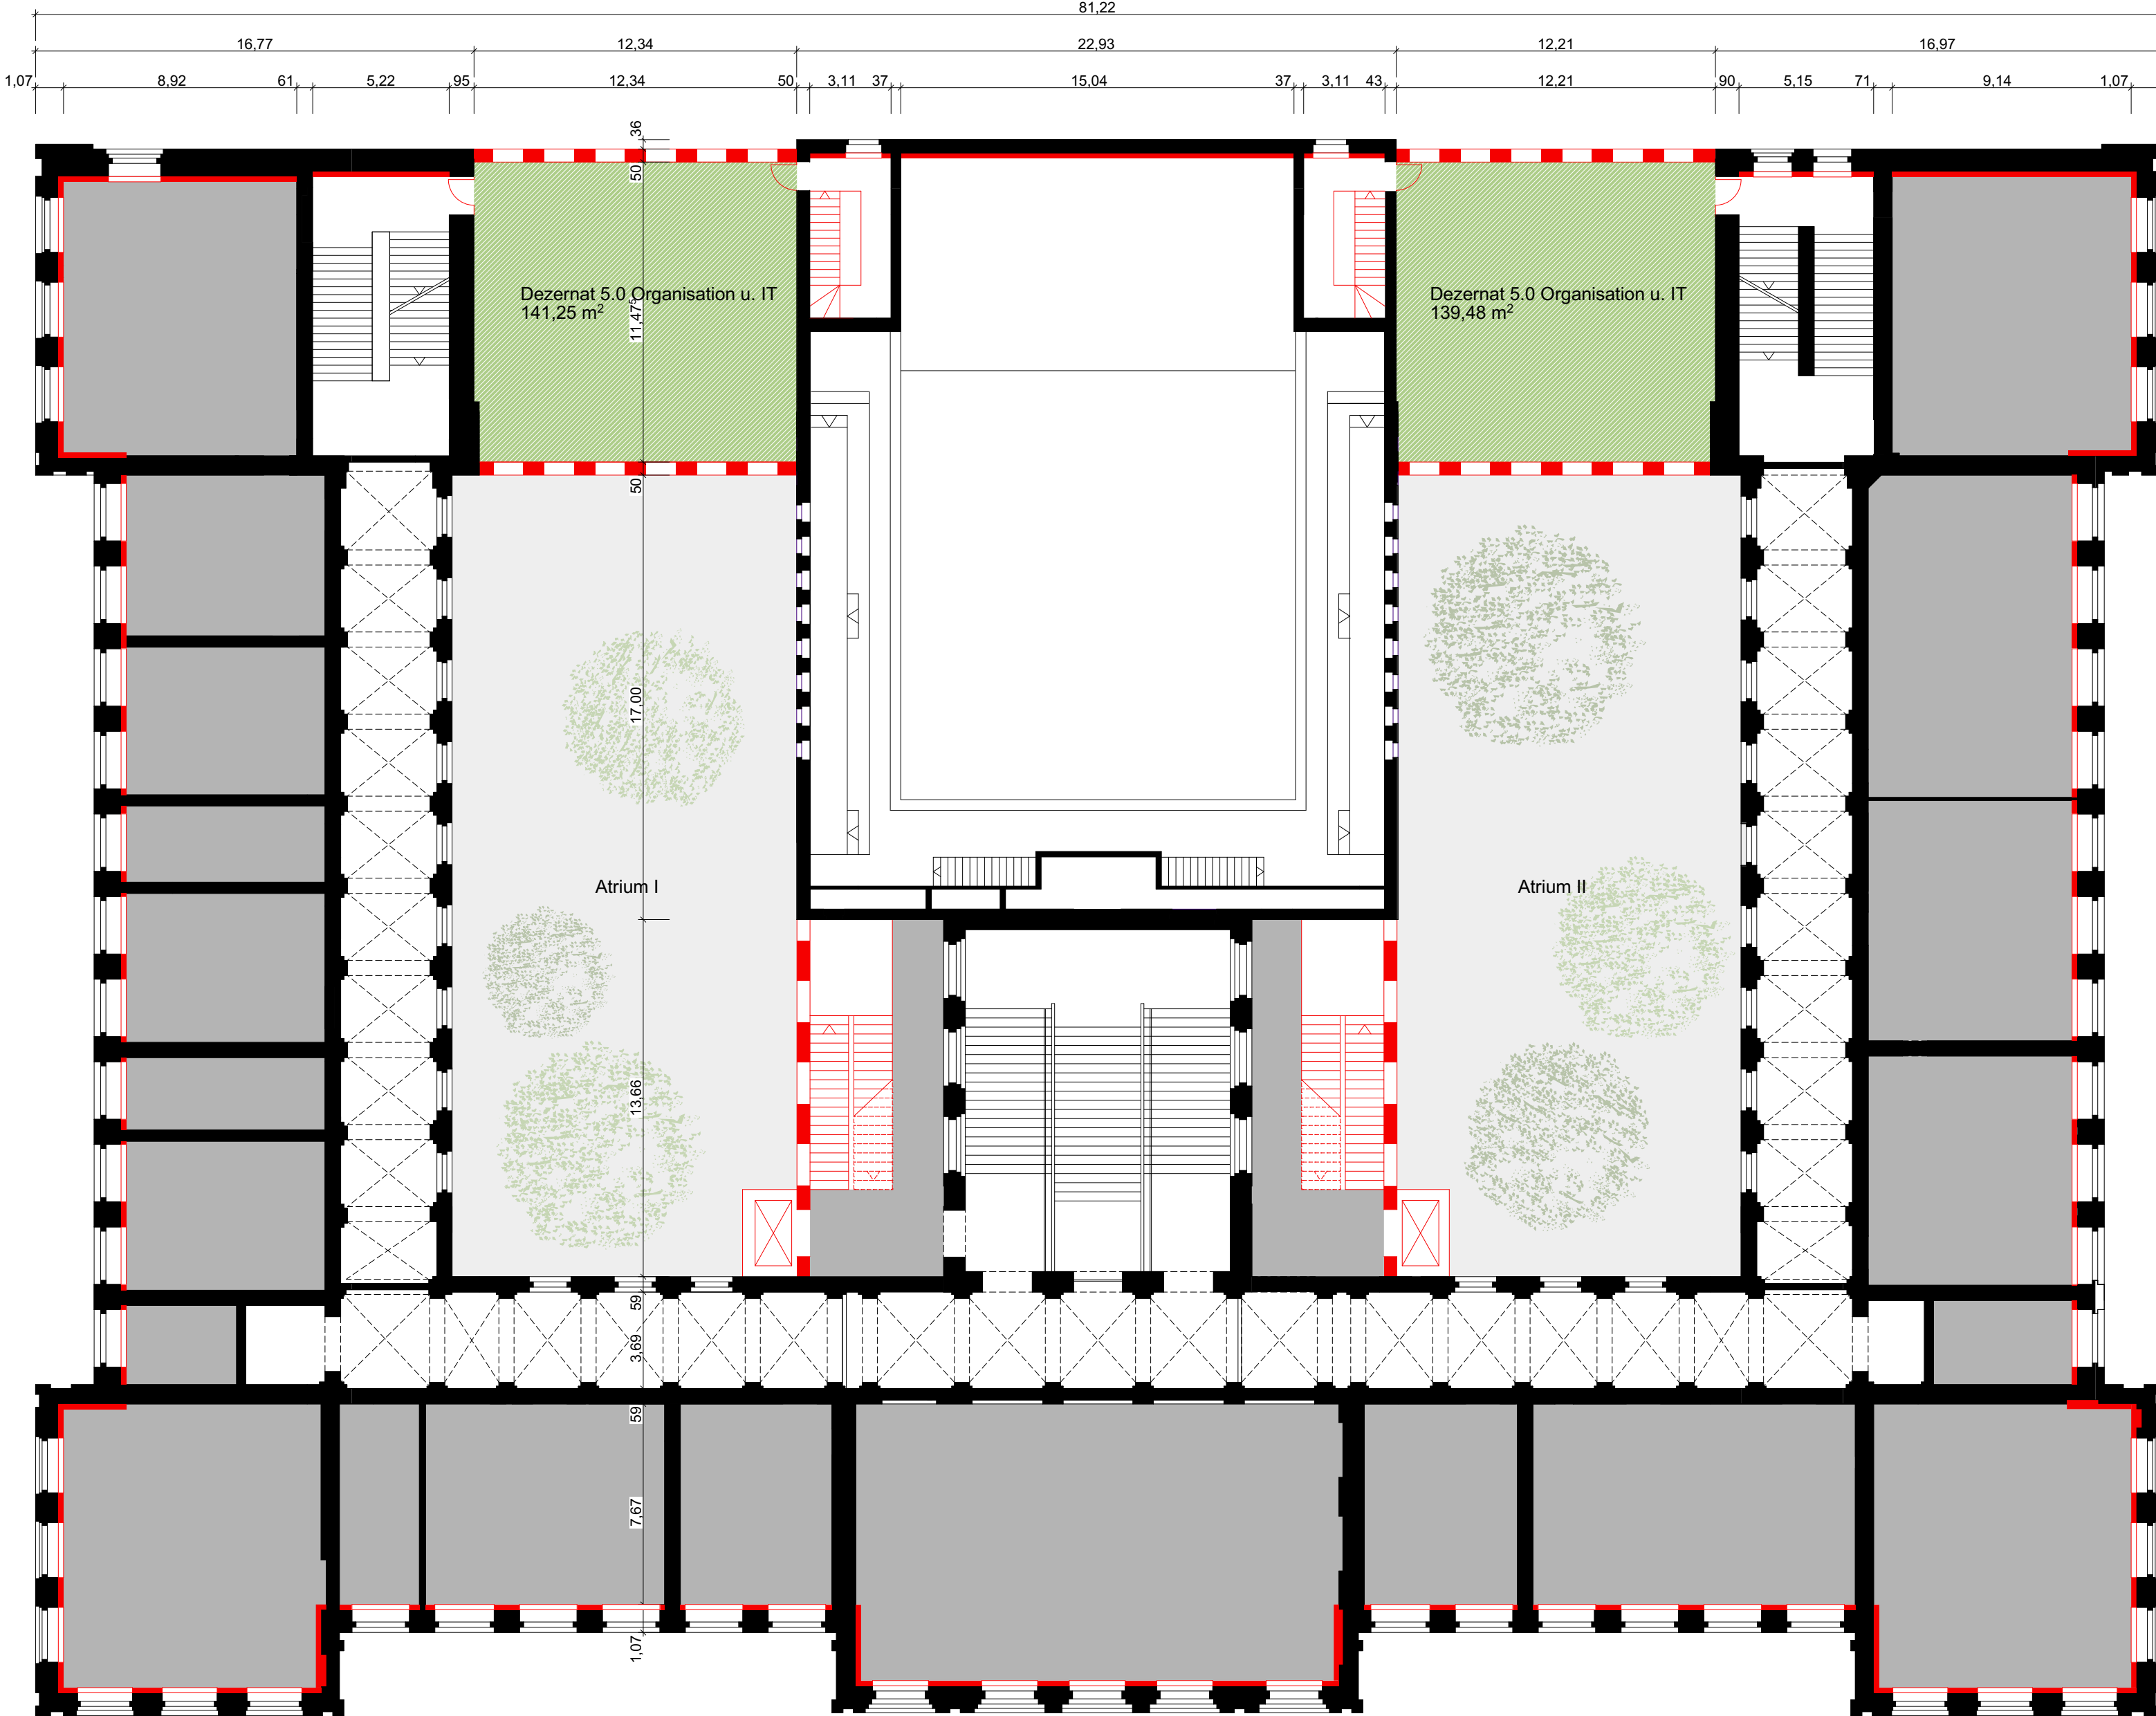 81,22
16,77 12,34 22,93 12,21 16,97
1,07 8,92 61 5,22 95 12,34 50 3,11 37 15,04 37 3,11 43 12,21 90 5,15 71 9,14 1,07
36
50
Dezernat 5.0 Organisation u. IT
141,25 m²
11,47⁵
Dezernat 5.0 Organisation u. IT
139,48 m²
50
17,00
Atrium I
Atrium II
13,66
59
3,69
59
7,67
1,07